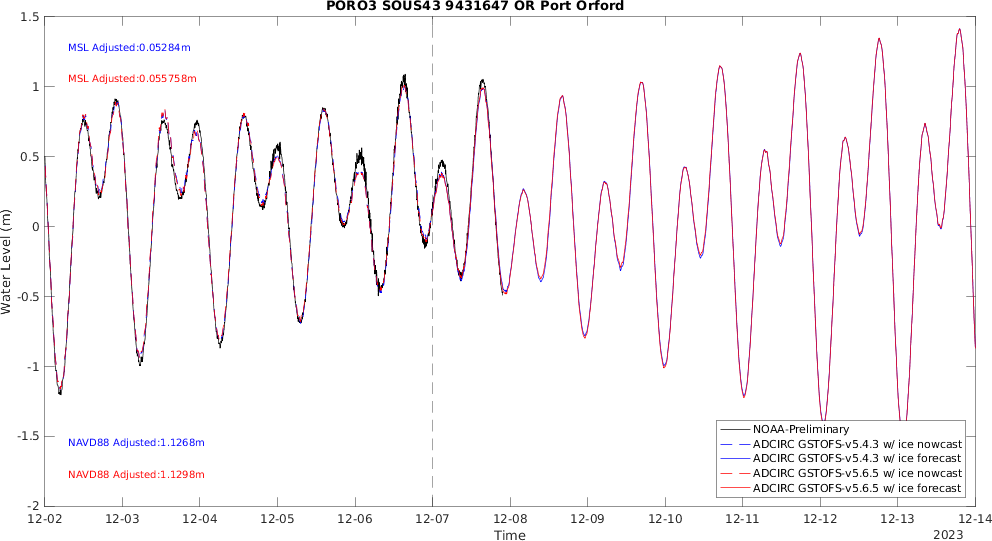 PORO3 SOUS43 9431647 OR Port Orford
1.5
1
0.5
0
-0.5
-1
-1.5
-2
Water Level (m)
MSL Adjusted:0.05284m
MSL Adjusted:0.055758m
NAVD88 Adjusted:1.1268m
NAVD88 Adjusted:1.1298m
NOAA-Preliminary
ADCIRC GSTOFS-v5.4.3 w/ ice nowcast
ADCIRC GSTOFS-v5.4.3 w/ ice forecast
ADCIRC GSTOFS-v5.6.5 w/ ice nowcast
ADCIRC GSTOFS-v5.6.5 w/ ice forecast
12-02 12-03 12-04 12-05 12-06 12-07 12-08 12-09 12-10 12-11 12-12 12-13 12-14
Time
2023